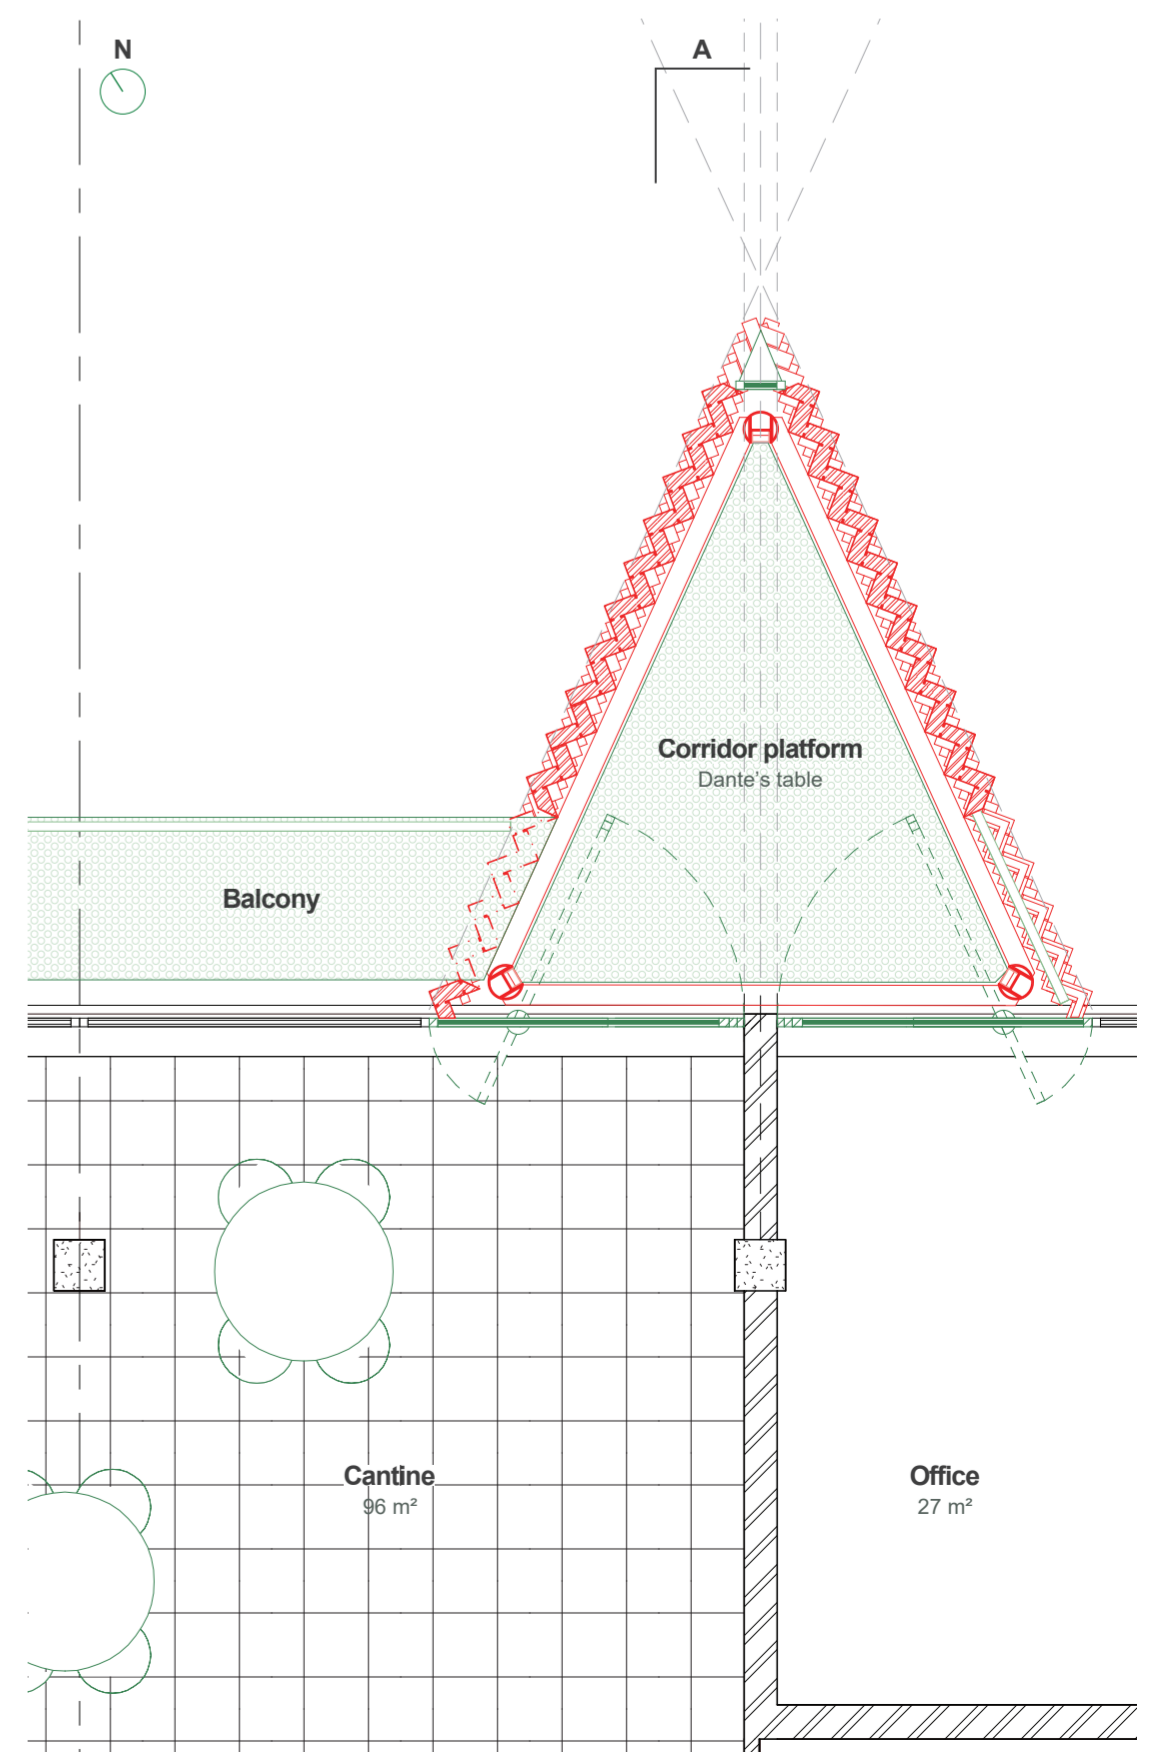 N
A
Corridor platform
Dante's table
Balcony
Cantine
96 m²
Office
27 m²